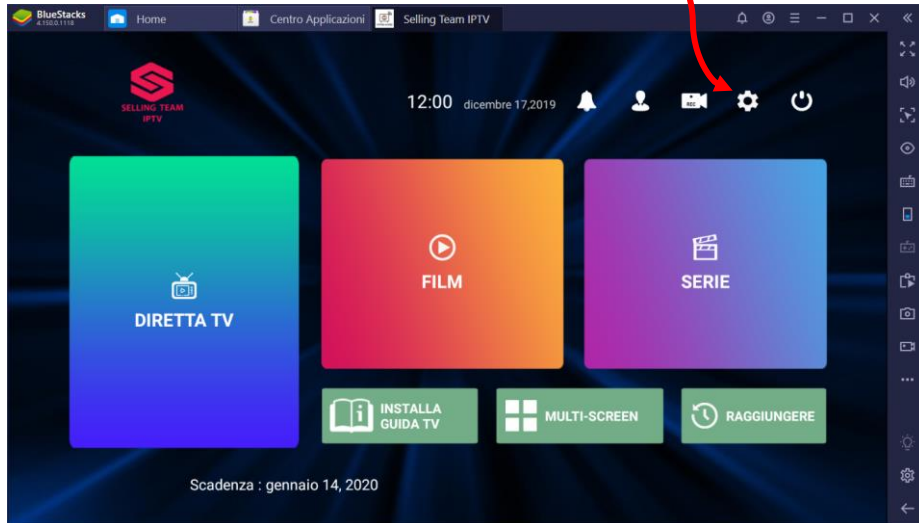 BlueStacks
4.150.0.1118
Home
Centro Applicazioni
Selling Team IPTV
SELLING TEAM
IPTV
12:00 dicembre 17,2019
REC
DIRETTA TV
FILM
SERIE
INSTALLA
GUIDA TV
MULTI-SCREEN
RAGGIUNGERE
Scadenza : gennaio 14, 2020